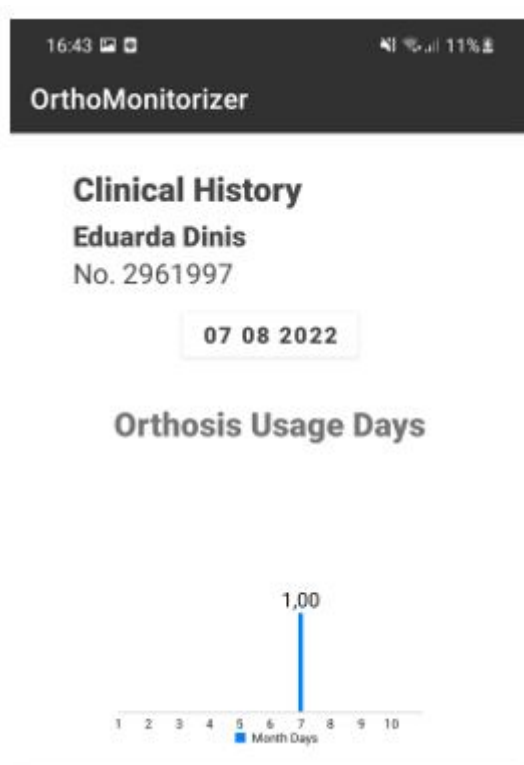 16:43 11%
OrthoMonitorizer
Clinical History
Eduarda Dinis
No. 2961997
07 08 2022
Orthosis Usage Days
1,00
1 2 3 4 5 6 7 8 9 10
Month Days